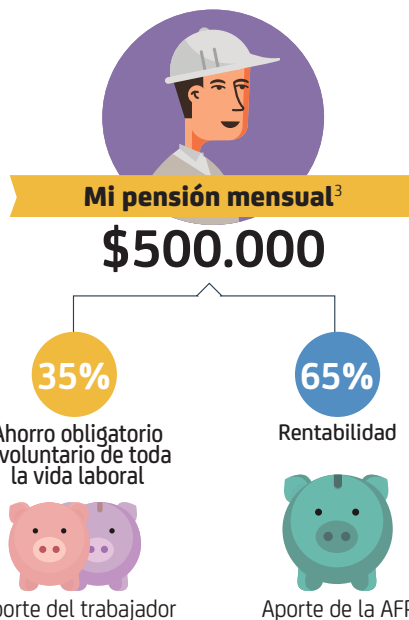 Mi pensión mensual³
$500.000
35%
65%
Ahorro obligatorio
voluntario de toda
la vida laboral
Rentabilidad
porte del trabajador
Aporte de la AFP